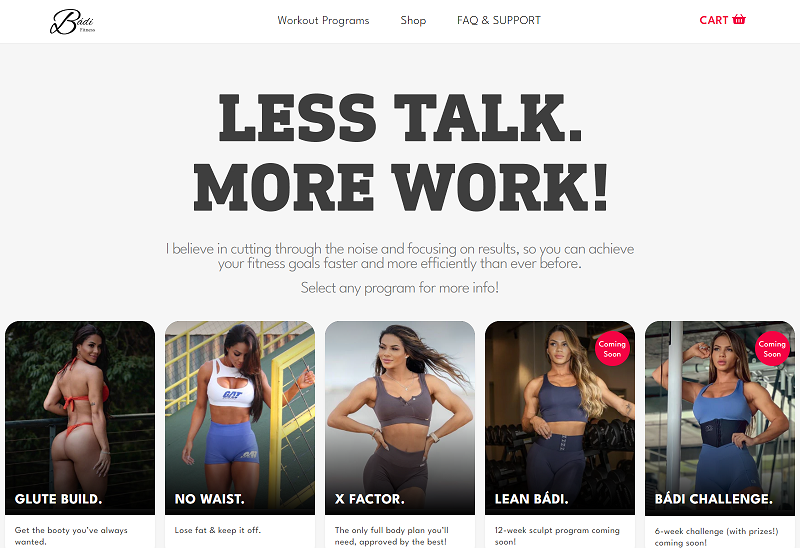 Bádi
Fitness
Workout Programs
Shop
FAQ & SUPPORT
CART
LESS TALK.
MORE WORK!
I believe in cutting through the noise and focusing on results, so you can achieve
your fitness goals faster and more efficiently than ever before.
Select any program for more info!
GLUTE BUILD.
Get the booty you've always
wanted.
GAT
NO WAIST.
Lose fat & keep it off.
X FACTOR.
The only full body plan you'll
need, approved by the best!
Coming
Soon
LEAN BÁDI.
12-week sculpt program coming
soon!
Coming
Soon
BÁDI CHALLENGE.
6-week challenge (with prizes!)
coming soon!